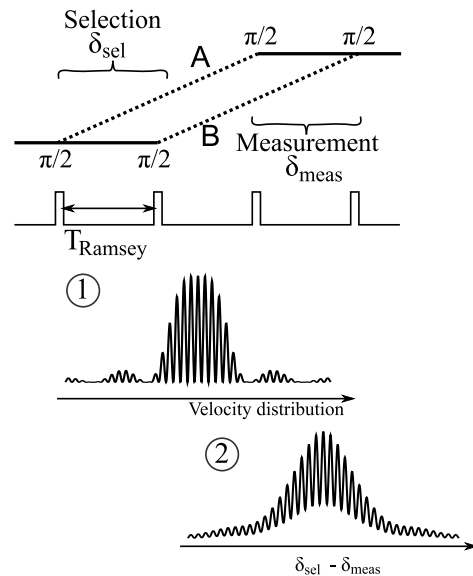 Selection
δsel
A
π/2
π/2
B
π/2
π/2
Measurement
δmeas
TRamsey
1
Velocity distribution
2
δsel - δmeas